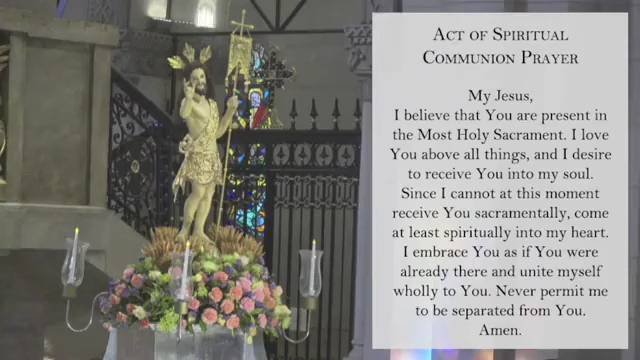 ACT OF SPIRITUAL
COMMUNION PRAYER
My Jesus,
I believe that You are present in
the Most Holy Sacrament. I love
You above all things, and I desire
to receive You into my soul.
Since I cannot at this moment
receive You sacramentally, come
at least spiritually into my heart.
I embrace You as if You were
already there and unite myself
wholly to You. Never permit me
to be separated from You.
Amen.